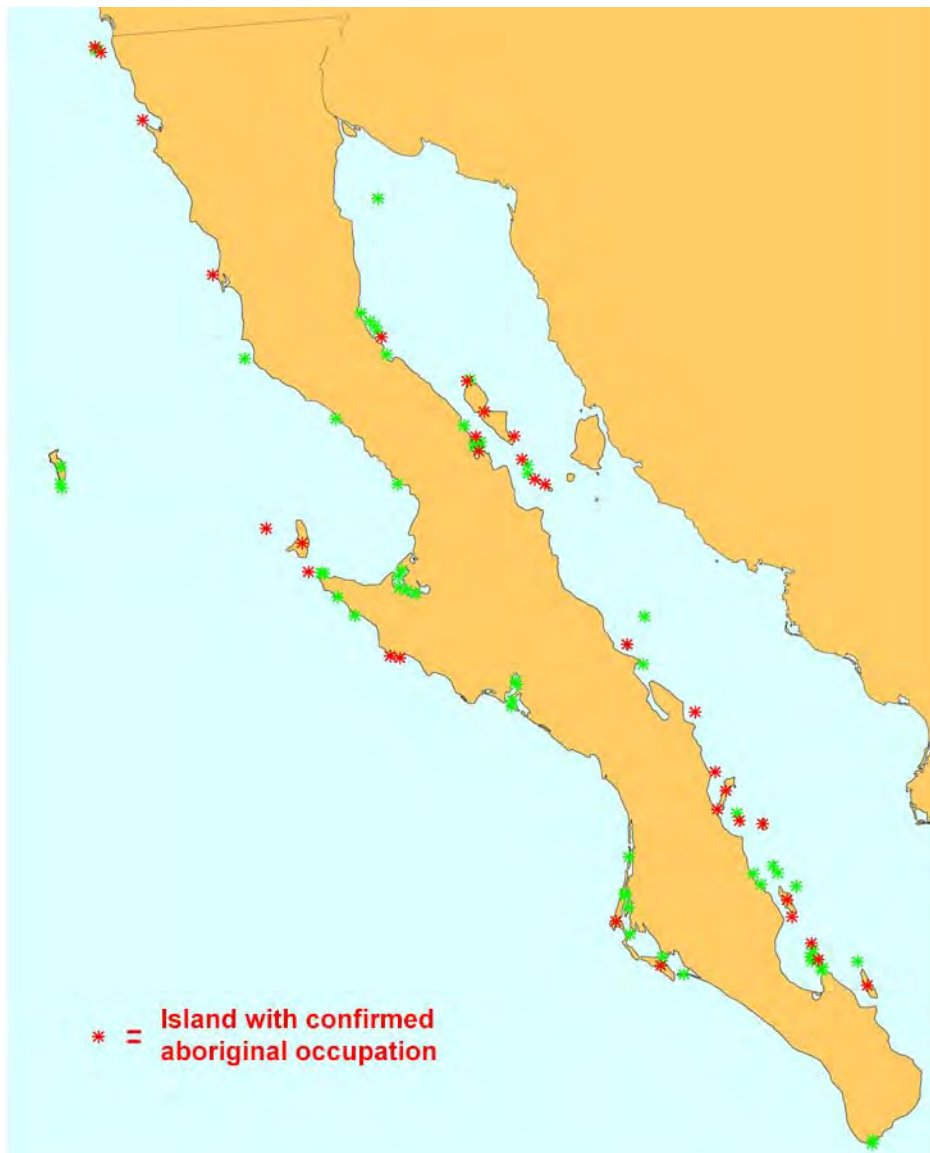 * = Island with confirmed
aboriginal occupation